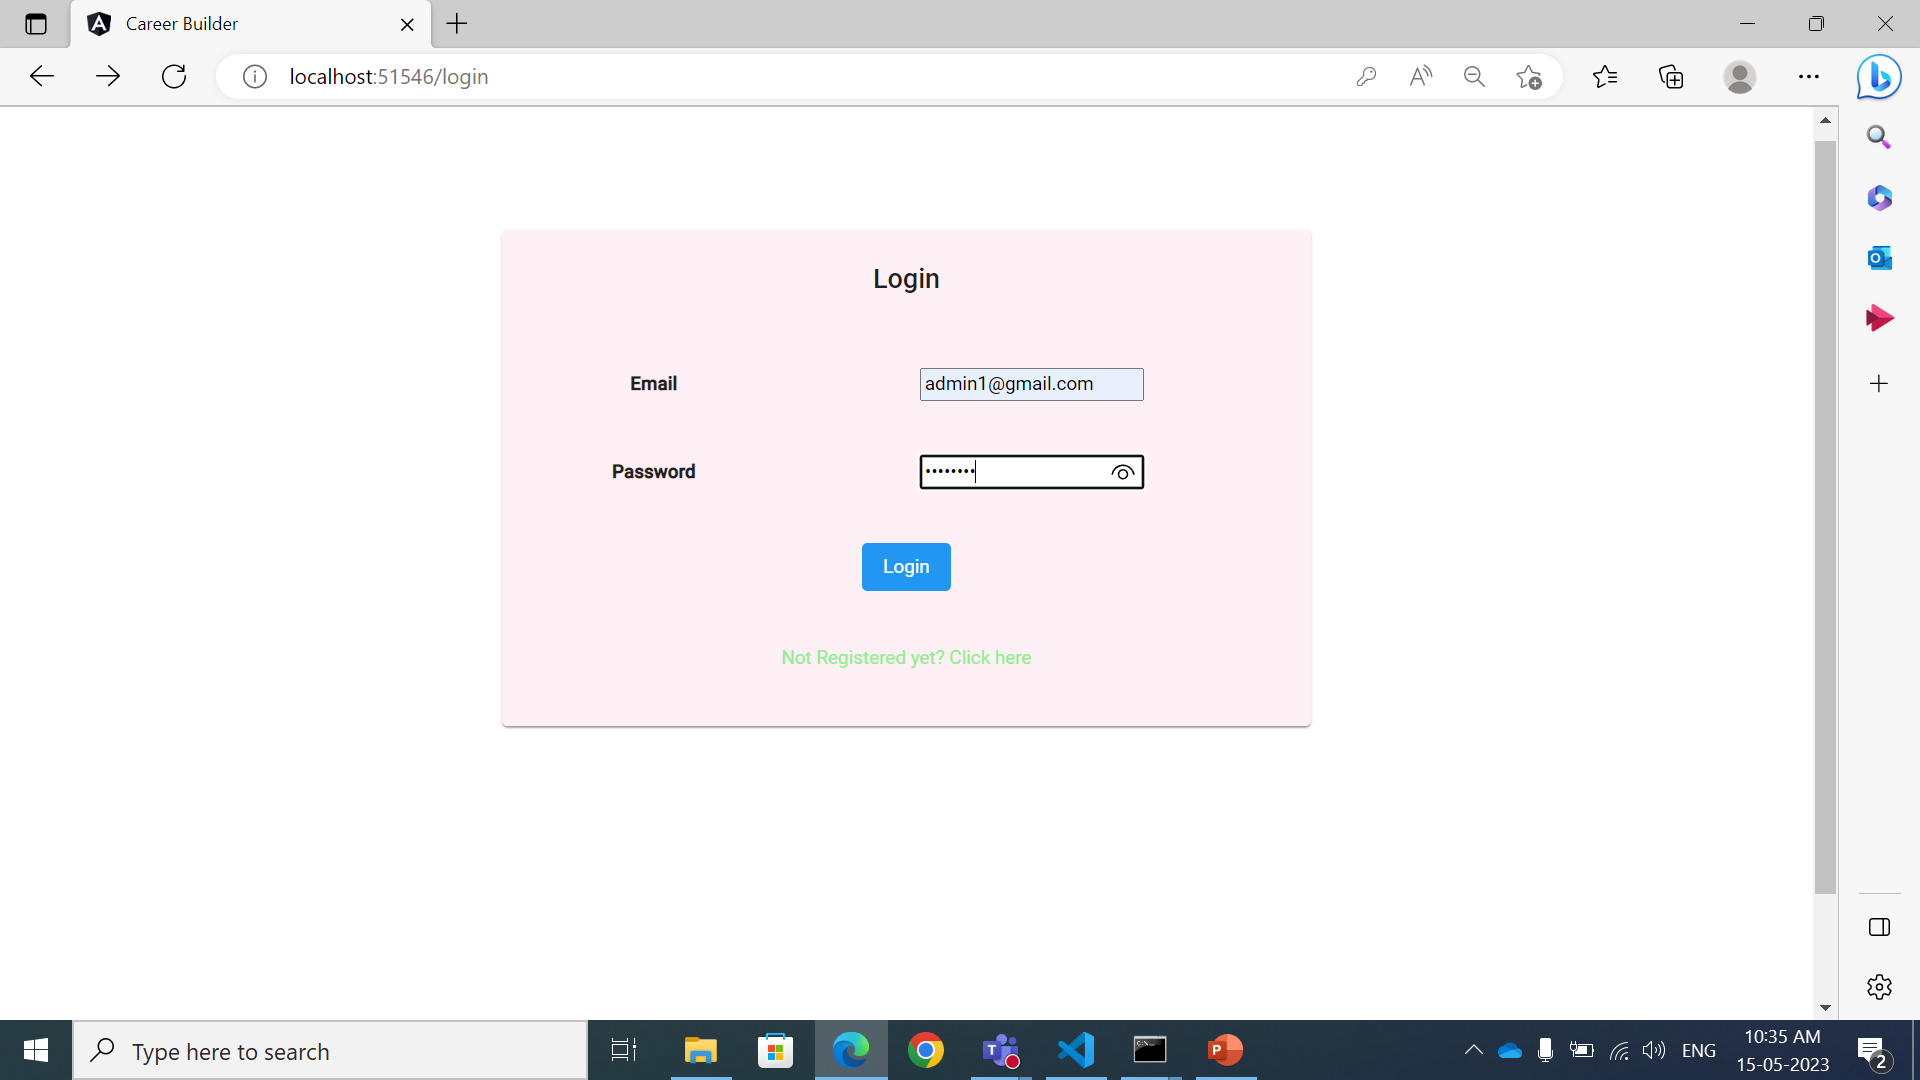 Career Builder
localhost:51546/login
Login
Email
admin1@gmail.com
Password
••••••••
Login
Not Registered yet? Click here
Type here to search
ENG
10:35 AM
15-05-2023
2